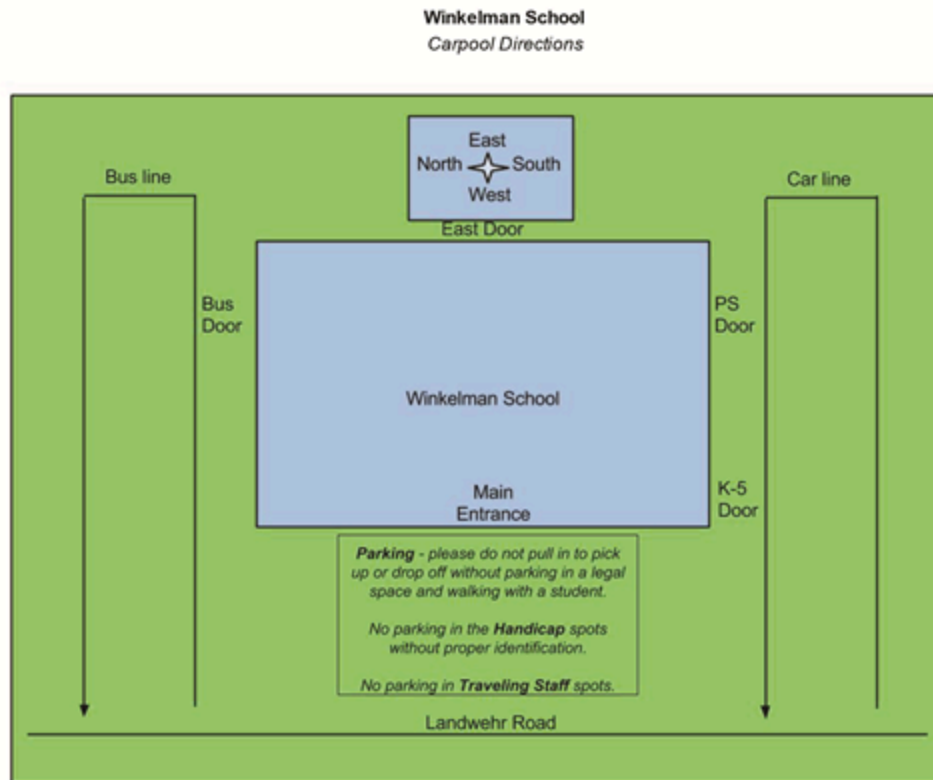 Winkelman School
Carpool Directions
East
North South
West
East Door
Bus line
Car line
Bus
Door
PS
Door
Winkelman School
Main
Entrance
K-5
Door
Parking - please do not pull in to pick
up or drop off without parking in a legal
space and walking with a student.
No parking in the Handicap spots
without proper identification.
No parking in Traveling Staff spots.
Landwehr Road